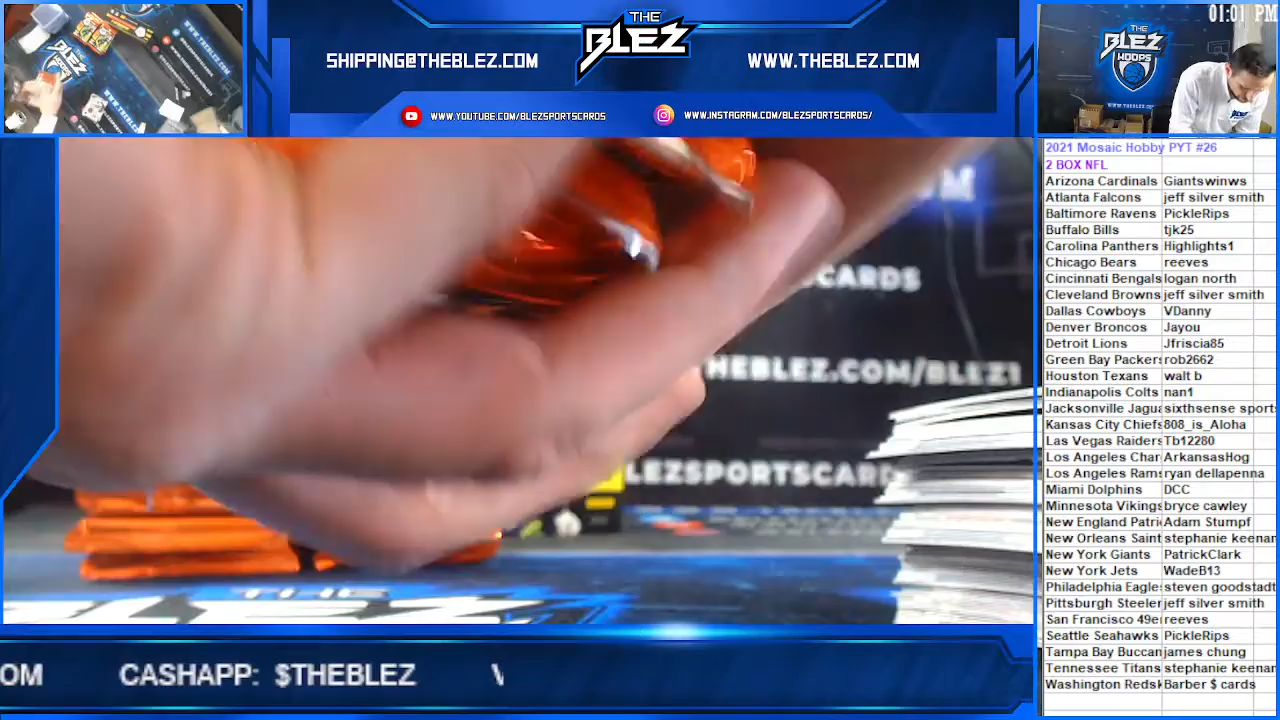 01:01 PM
THE
BLEZ
SHIPPING@THEBLEZ.COM
WWW.THEBLEZ.COM
WWW.YOUTUBE.COM/BLEZSPORTSCARDS
WWW.INSTAGRAM.COM/BLEZSPORTSCARDS/
THE
BLEZ
HOOPS
2021 Mosaic Hobby PYT #26
2 BOX NFL
Arizona Cardinals Giantswinws
Atlanta Falcons jeff silver smith
Baltimore Ravens PickleRips
Buffalo Bills tjk25
Carolina Panthers Highlights1
Chicago Bears reeves
Cincinnati Bengals logan north
Cleveland Browns jeff silver smith
Dallas Cowboys VDanny
Denver Broncos Jayou
Detroit Lions Jfriscia85
Green Bay Packers rob2662
Houston Texans walt b
Indianapolis Colts nan1
Jacksonville Jagua sixthsense sports
Kansas City Chiefs 808_is_Aloha
Las Vegas Raiders Tb12280
Los Angeles Char ArkansasHog
Los Angeles Rams ryan dellapenna
Miami Dolphins DCC
Minnesota Vikings bryce cawley
New England Patri Adam Stumpf
New Orleans Saint stephanie keenan
New York Giants PatrickClark
New York Jets WadeB13
Philadelphia Eagle steven goodstadt
Pittsburgh Steeler jeff silver smith
San Francisco 49e reeves
Seattle Seahawks PickleRips
Tampa Bay Buccan james chung
Tennessee Titans stephanie keenan
Washington Redsk Barber $ cards
OM
SCARDS
THEBLEZ.COM/BLEZ1
BLEZSPORTSCARD
THE
BLEZ
OM CASHAPP: $THEBLEZ